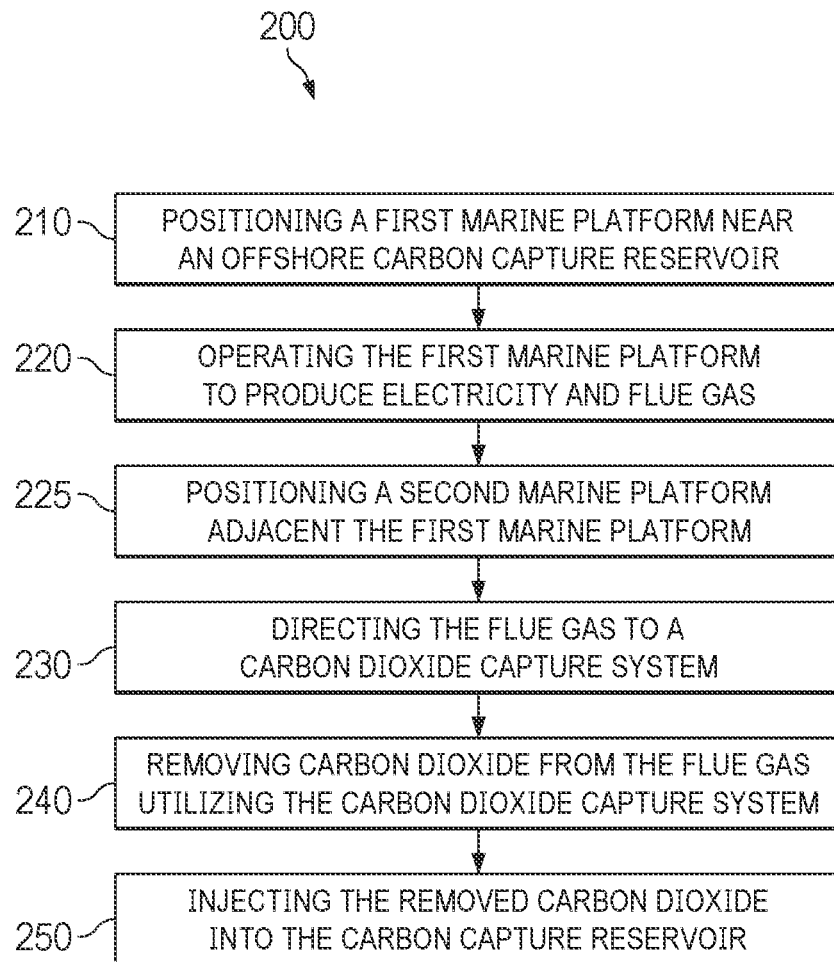 200
210
POSITIONING A FIRST MARINE PLATFORM NEAR
AN OFFSHORE CARBON CAPTURE RESERVOIR
220
OPERATING THE FIRST MARINE PLATFORM
TO PRODUCE ELECTRICITY AND FLUE GAS
225
POSITIONING A SECOND MARINE PLATFORM
ADJACENT THE FIRST MARINE PLATFORM
230
DIRECTING THE FLUE GAS TO A
CARBON DIOXIDE CAPTURE SYSTEM
240
REMOVING CARBON DIOXIDE FROM THE FLUE GAS
UTILIZING THE CARBON DIOXIDE CAPTURE SYSTEM
250
INJECTING THE REMOVED CARBON DIOXIDE
INTO THE CARBON CAPTURE RESERVOIR